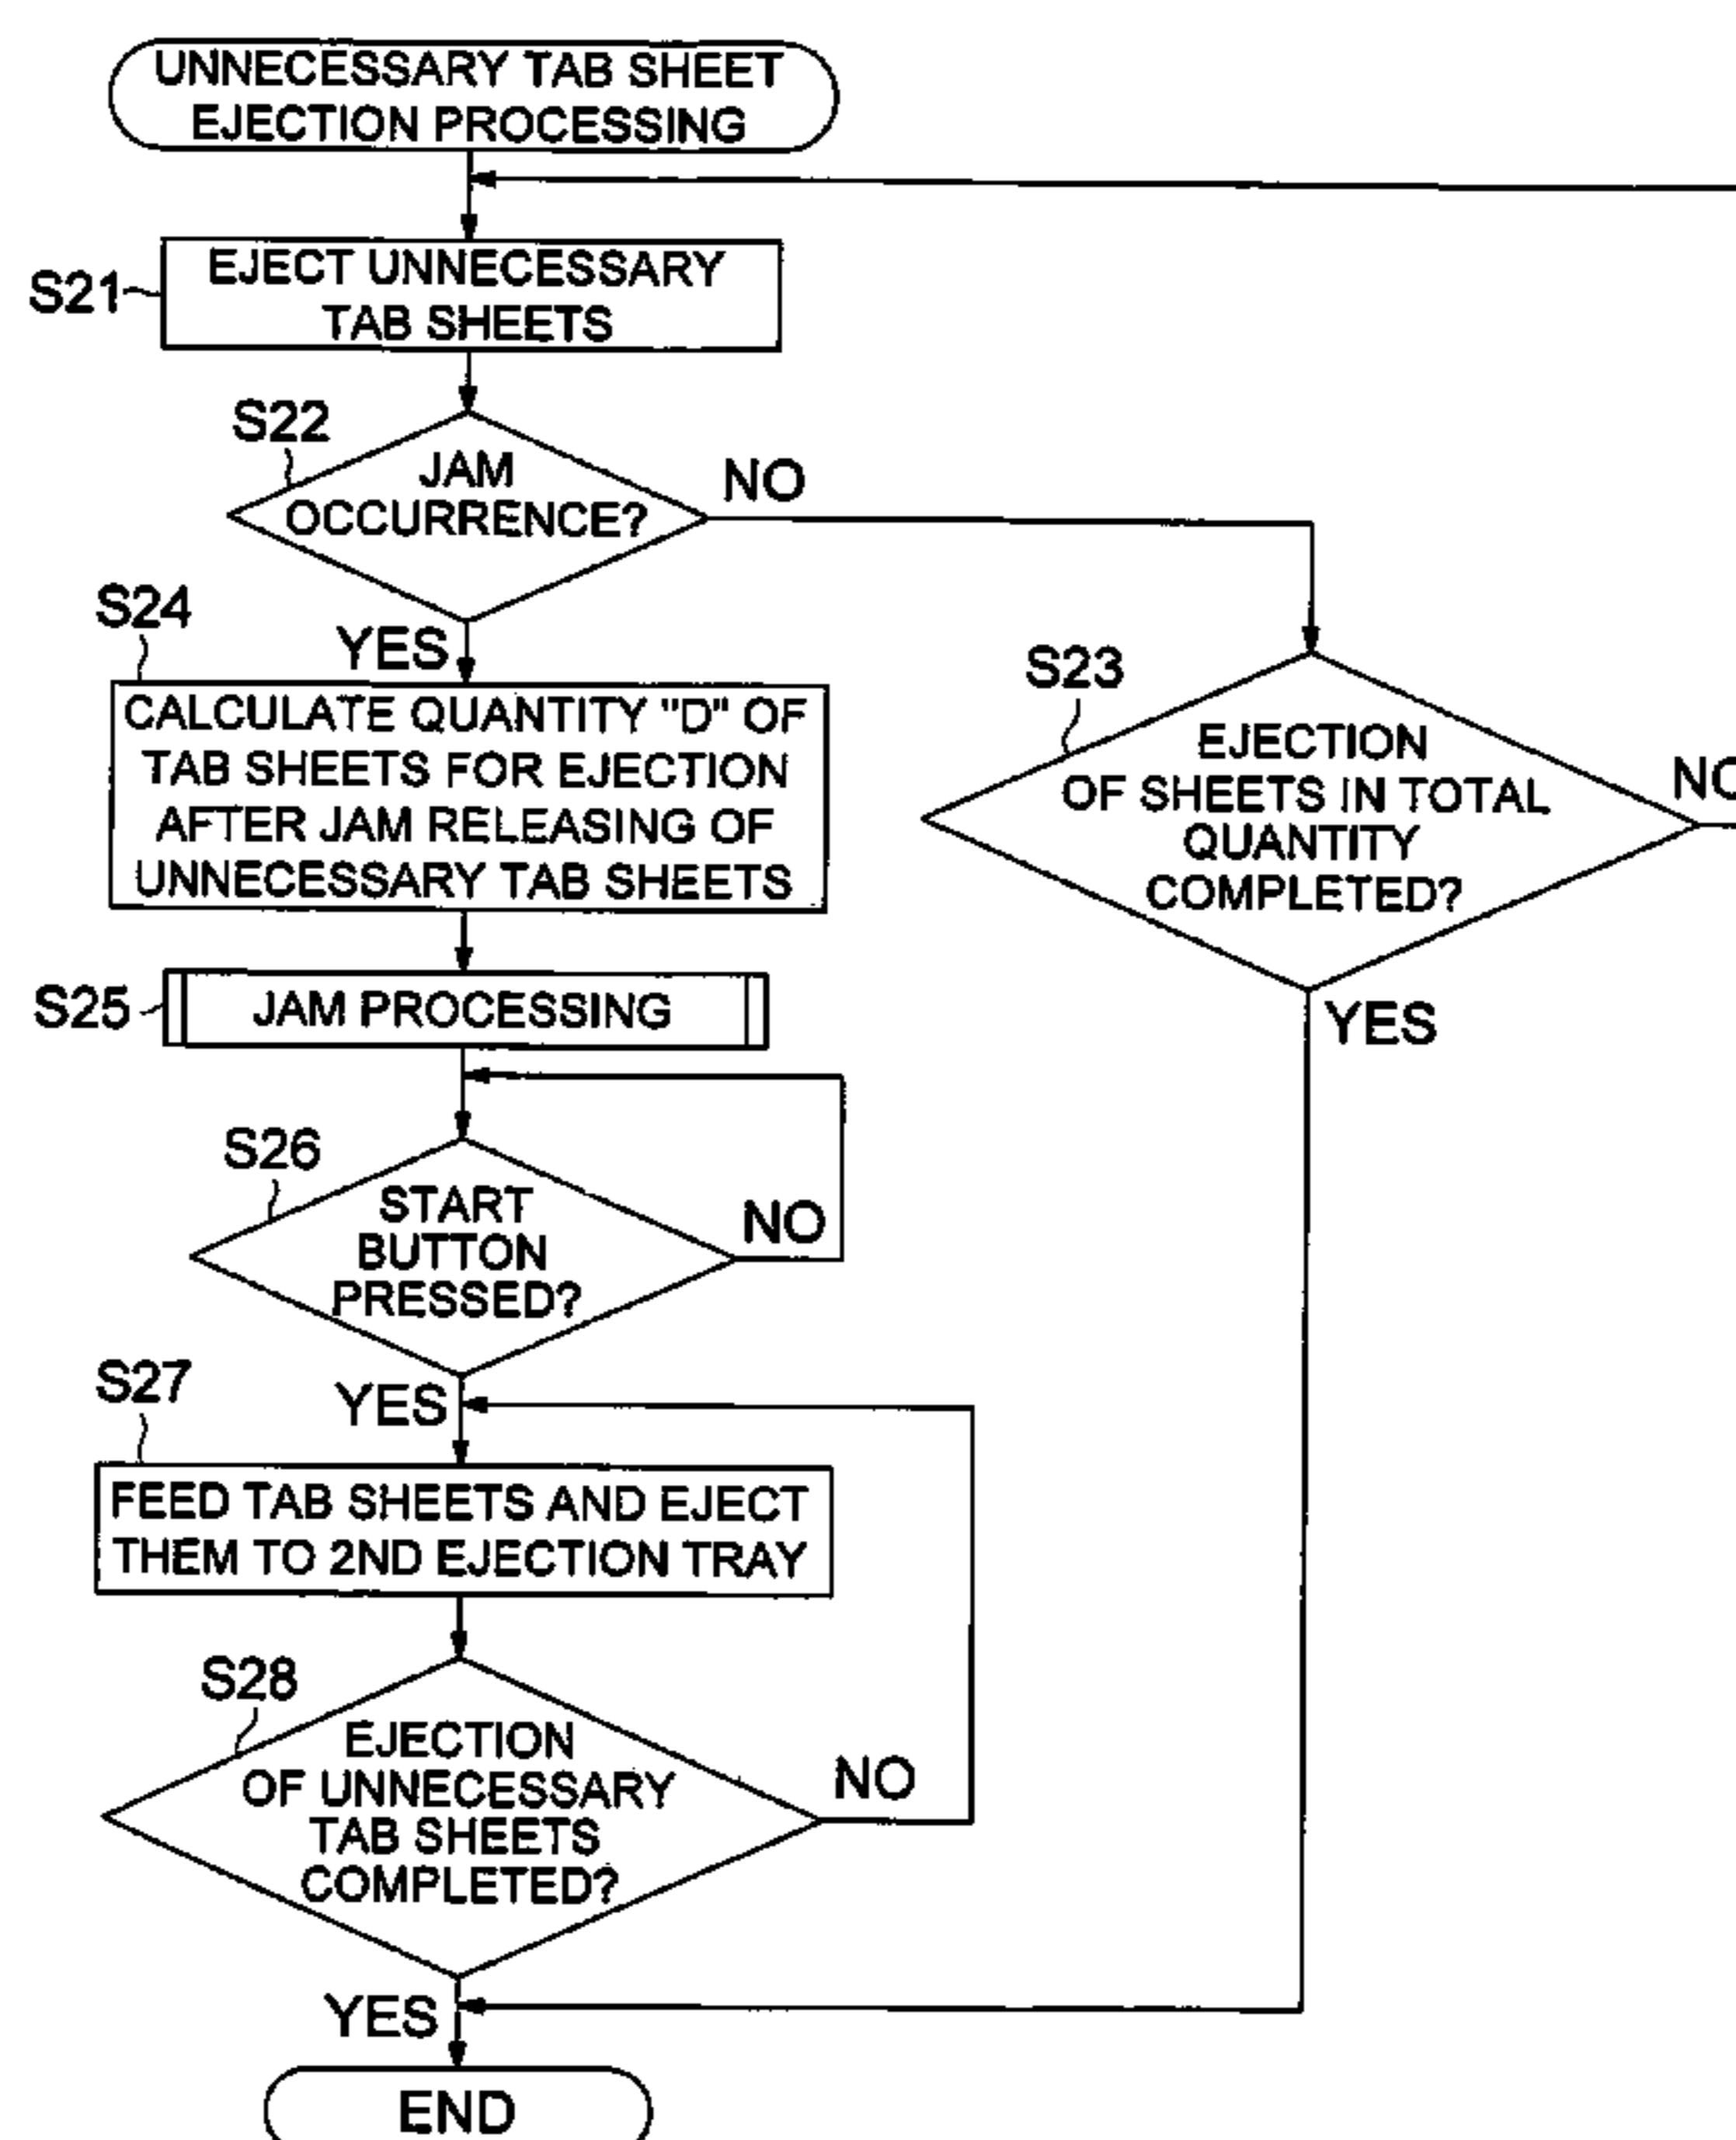 UNNECESSARY TAB SHEET
EJECTION PROCESSING
S21
EJECT UNNECESSARY
TAB SHEETS
S22
JAM
OCCURRENCE?
NO
YES
S23
EJECTION
OF SHEETS IN TOTAL
QUANTITY
COMPLETED?
NO
YES
S24
CALCULATE QUANTITY "D" OF
TAB SHEETS FOR EJECTION
AFTER JAM RELEASING OF
UNNECESSARY TAB SHEETS
S25
JAM PROCESSING
S26
START
BUTTON
PRESSED?
NO
YES
S27
FEED TAB SHEETS AND EJECT
THEM TO 2ND EJECTION TRAY
S28
EJECTION
OF UNNECESSARY
TAB SHEETS
COMPLETED?
NO
YES
END